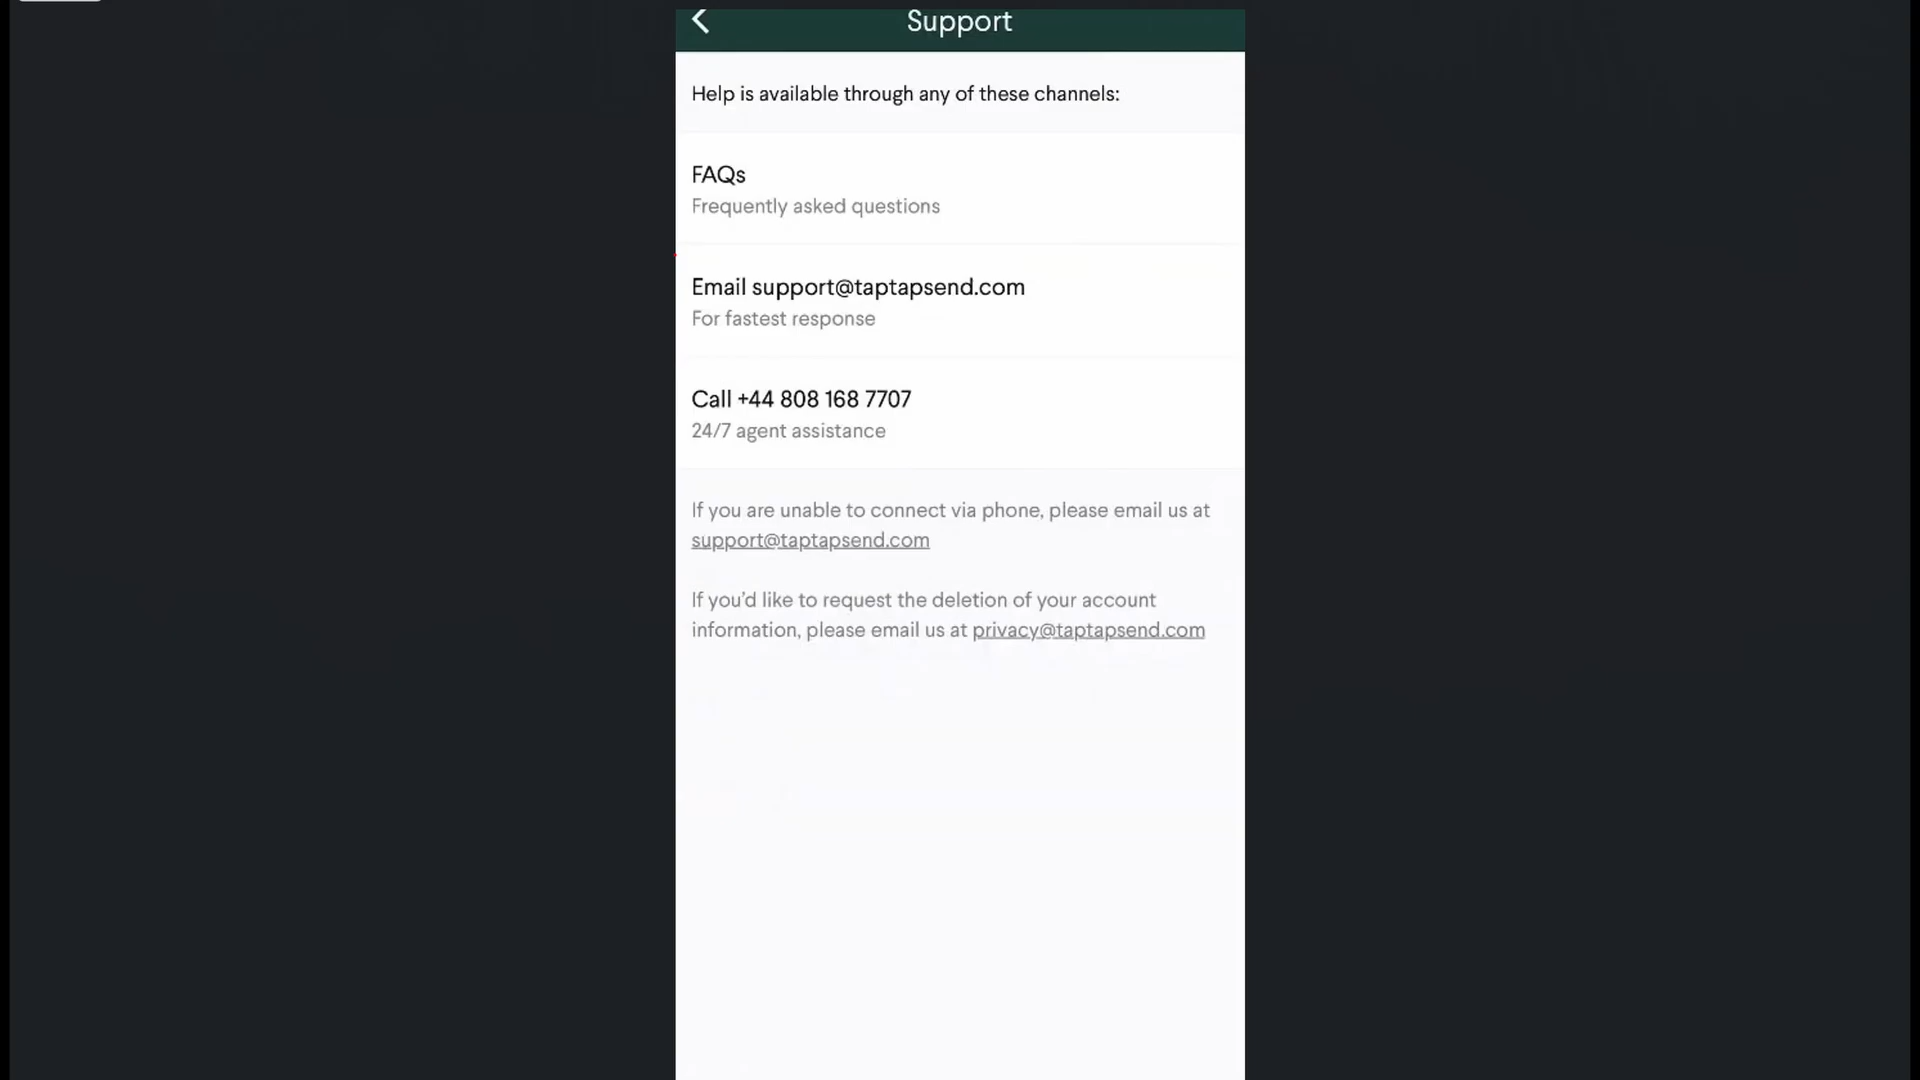 Support
Help is available through any of these channels:
FAQs
Frequently asked questions
Email support@taptapsend.com
For fastest response
Call +44 808 168 7707
24/7 agent assistance
If you are unable to connect via phone, please email us at
support@taptapsend.com
If you’d like to request the deletion of your account
information, please email us at privacy@taptapsend.com